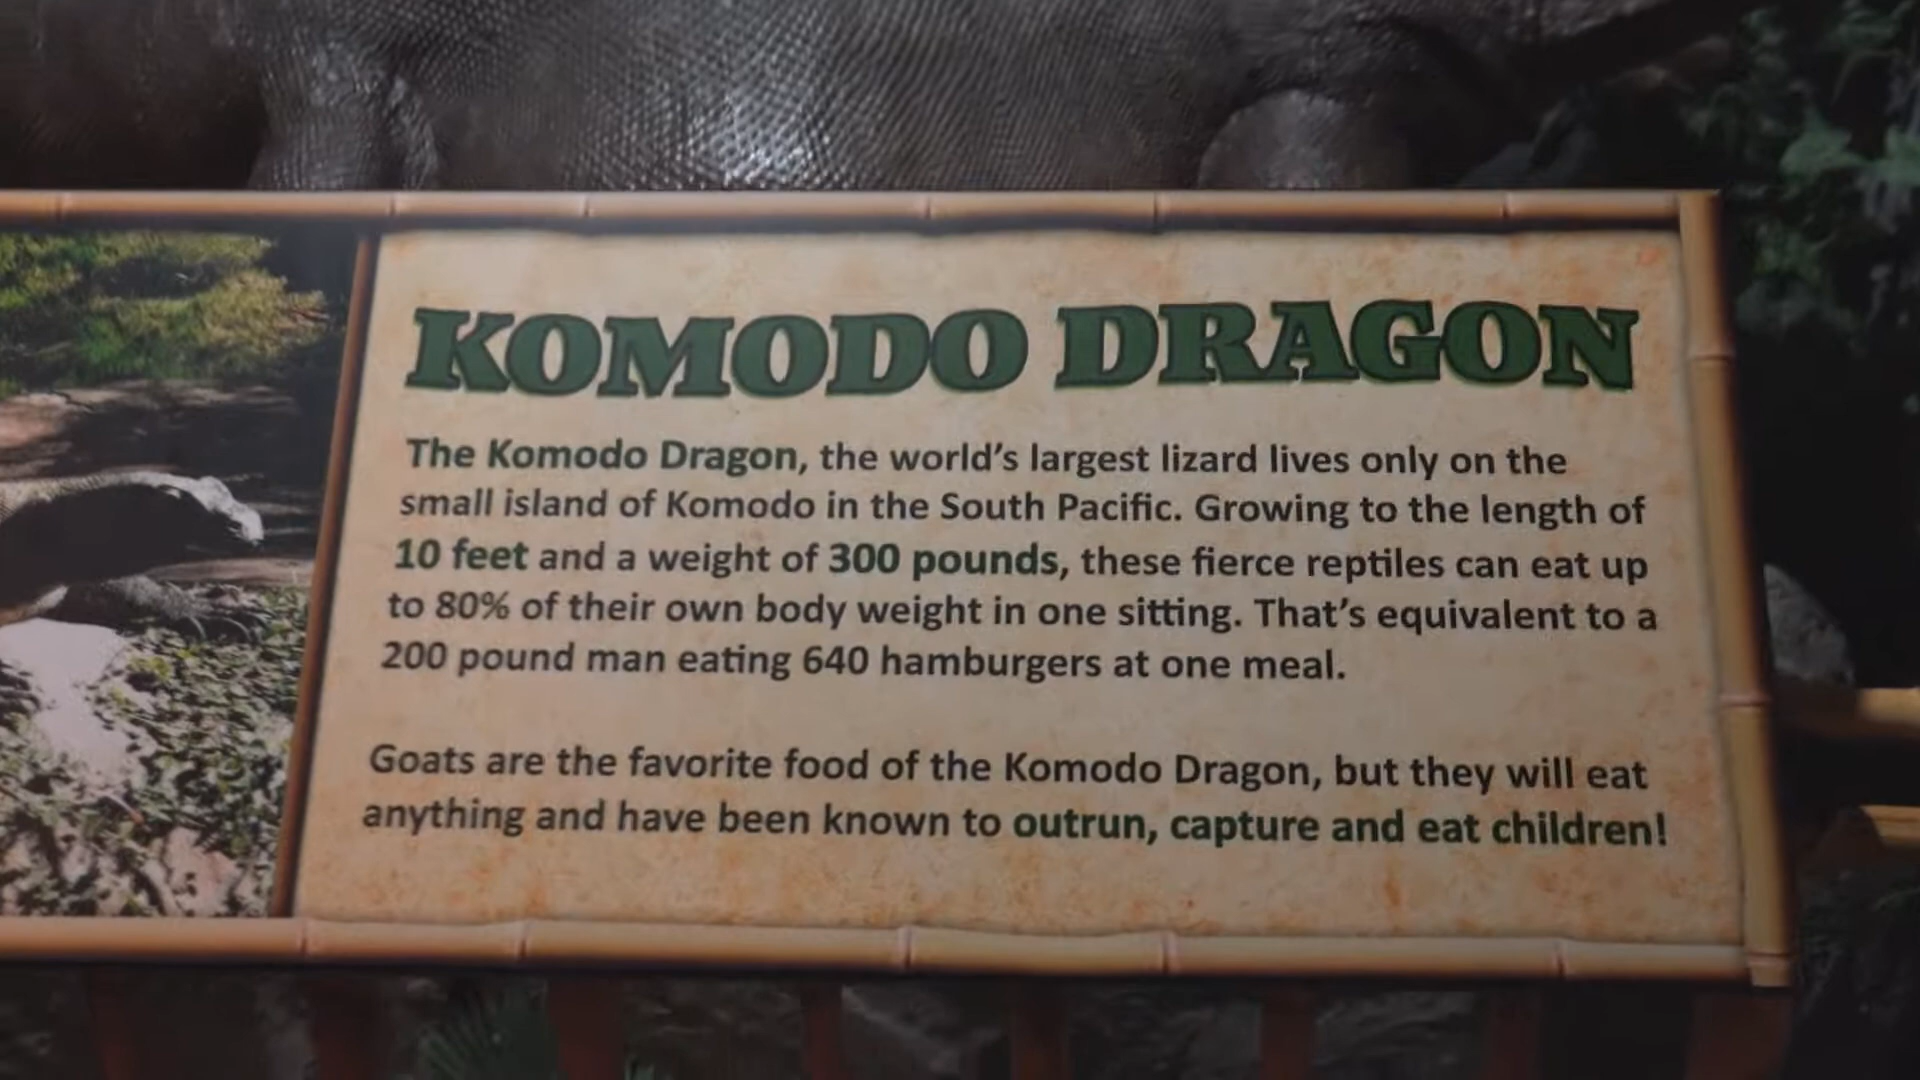 KOMODO DRAGON
The Komodo Dragon, the world's largest lizard lives only on the
small island of Komodo in the South Pacific. Growing to the length of
10 feet and a weight of 300 pounds, these fierce reptiles can eat up
to 80% of their own body weight in one sitting. That's equivalent to a
200 pound man eating 640 hamburgers at one meal.
Goats are the favorite food of the Komodo Dragon, but they will eat
anything and have been known to outrun, capture and eat children!